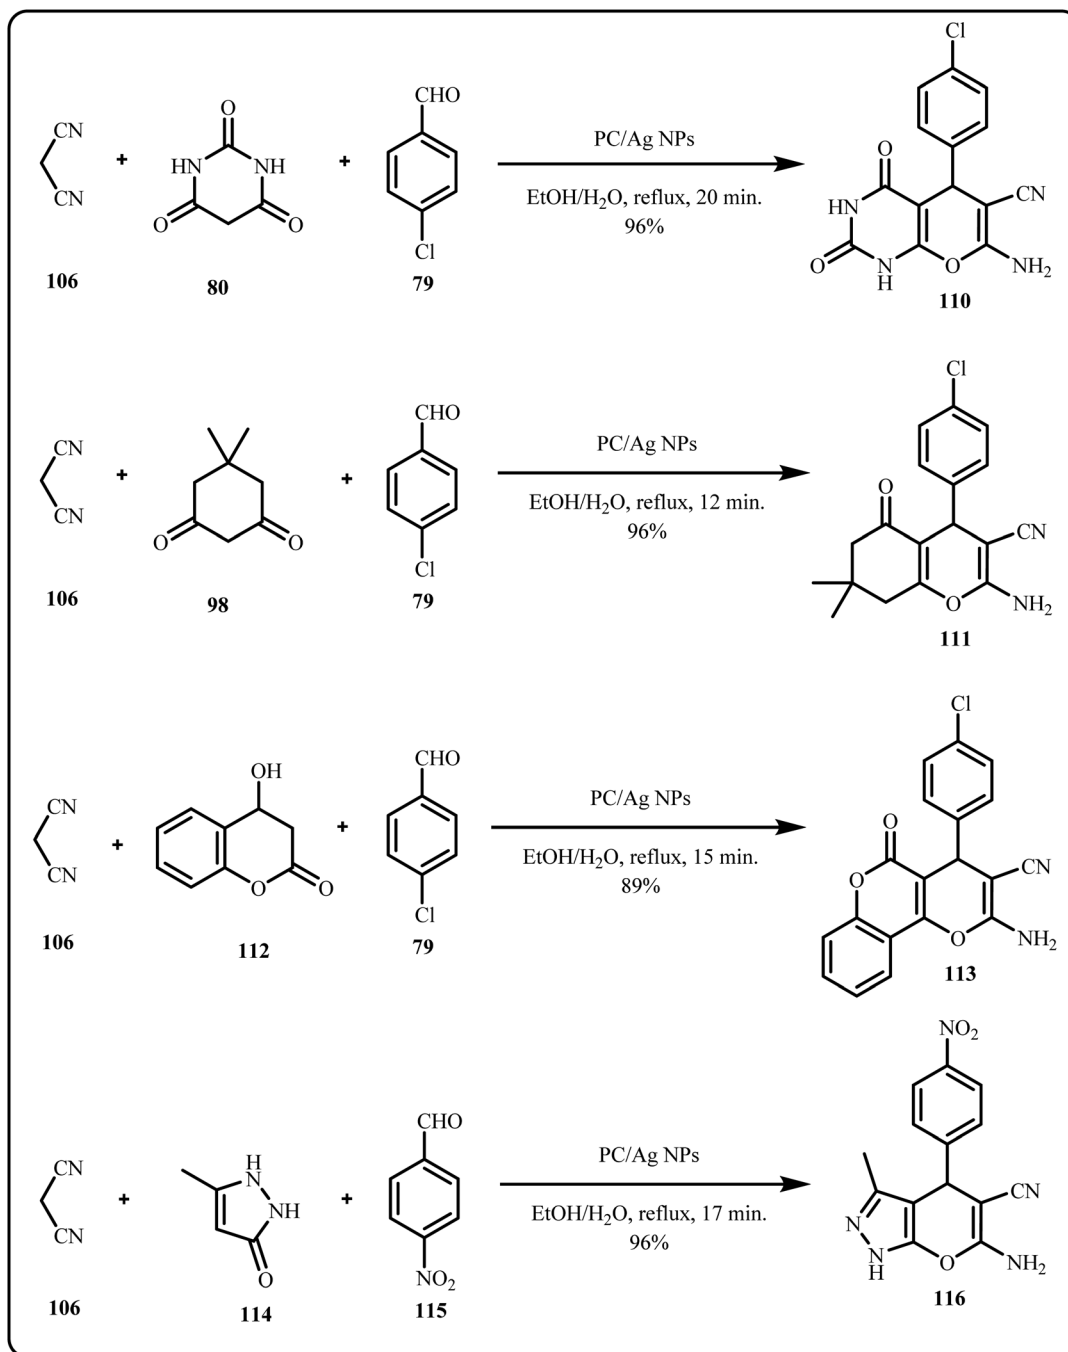 Cl
CN
CN
+
O
HN
NH
O
O
+
CHO
Cl
PC/Ag NPs
EtOH/H₂O, reflux, 20 min.
96%
O
HN
O
N
H
O
CN
NH₂
106
80
79
110
Cl
CN
CN
+
O
O
+
CHO
Cl
PC/Ag NPs
EtOH/H₂O, reflux, 12 min.
96%
O
CN
O
NH₂
106
98
79
111
Cl
CN
CN
+
OH
O
O
+
CHO
Cl
PC/Ag NPs
EtOH/H₂O, reflux, 15 min.
89%
O
O
CN
O
NH₂
106
112
79
113
NO₂
CN
CN
+
H
N
NH
O
+
CHO
NO₂
PC/Ag NPs
EtOH/H₂O, reflux, 17 min.
96%
N
N
H
CN
O
NH₂
106
114
115
116